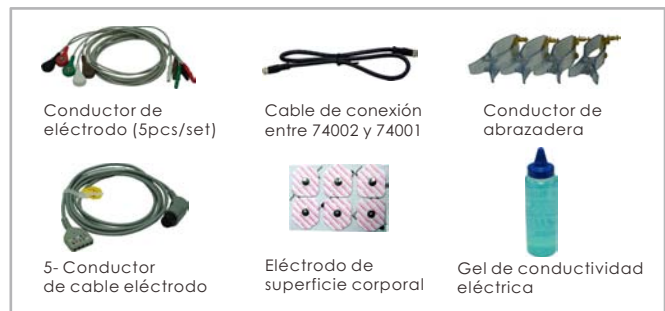 Conductor de
eléctrodo (5pcs/set)
Cable de conexión
entre 74002 y 74001
Conductor de
abrazadera
5- Conductor
de cable eléctrodo
Eléctrodo de
superficie corporal
Gel de conductividad
eléctrica